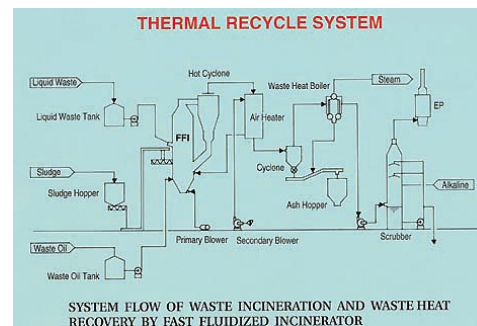 THERMAL RECYCLE SYSTEM
Hot Cyclone
Liquid Waste
Waste Heat Boiler
Steam
EP
Liquid Waste Tank
FFI
Air Heater
Cyclone
Sludge
Alkaline
Sludge Hopper
Ash Hopper
Waste Oil
Primary Blower
Secondary Blower
Scrubber
Waste Oil Tank
SYSTEM FLOW OF WASTE INCINERATION AND WASTE HEAT
RECOVERY BY FAST FLUIDIZED INCINERATOR